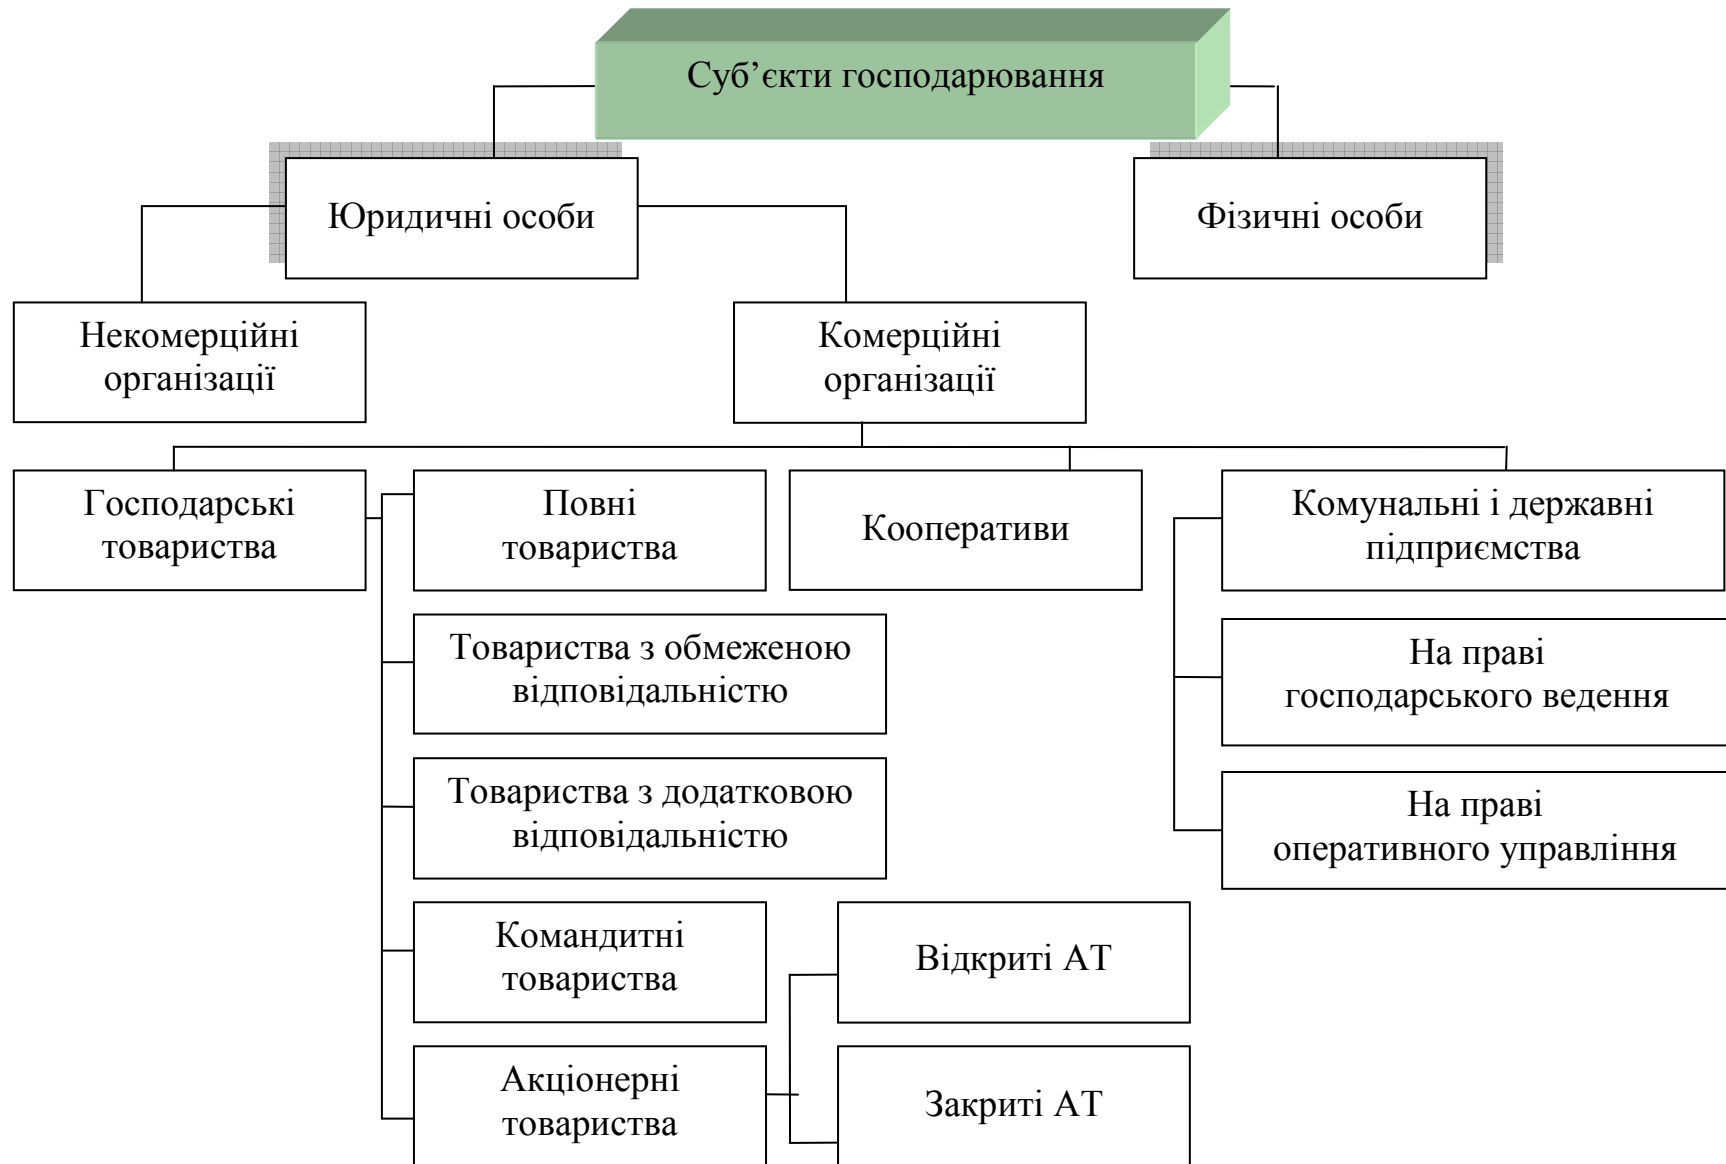 Суб’єкти господарювання
Юридичні особи
Фізичні особи
Некомерційні
організації
Комерційні
організації
Господарські
товариства
Повні
товариства
Кооперативи
Комунальні і державні
підприємства
Товариства з обмеженою
відповідальністю
На праві
господарського ведення
Товариства з додатковою
відповідальністю
На праві
оперативного управління
Командитні
товариства
Відкриті АТ
Акціонерні
товариства
Закриті АТ